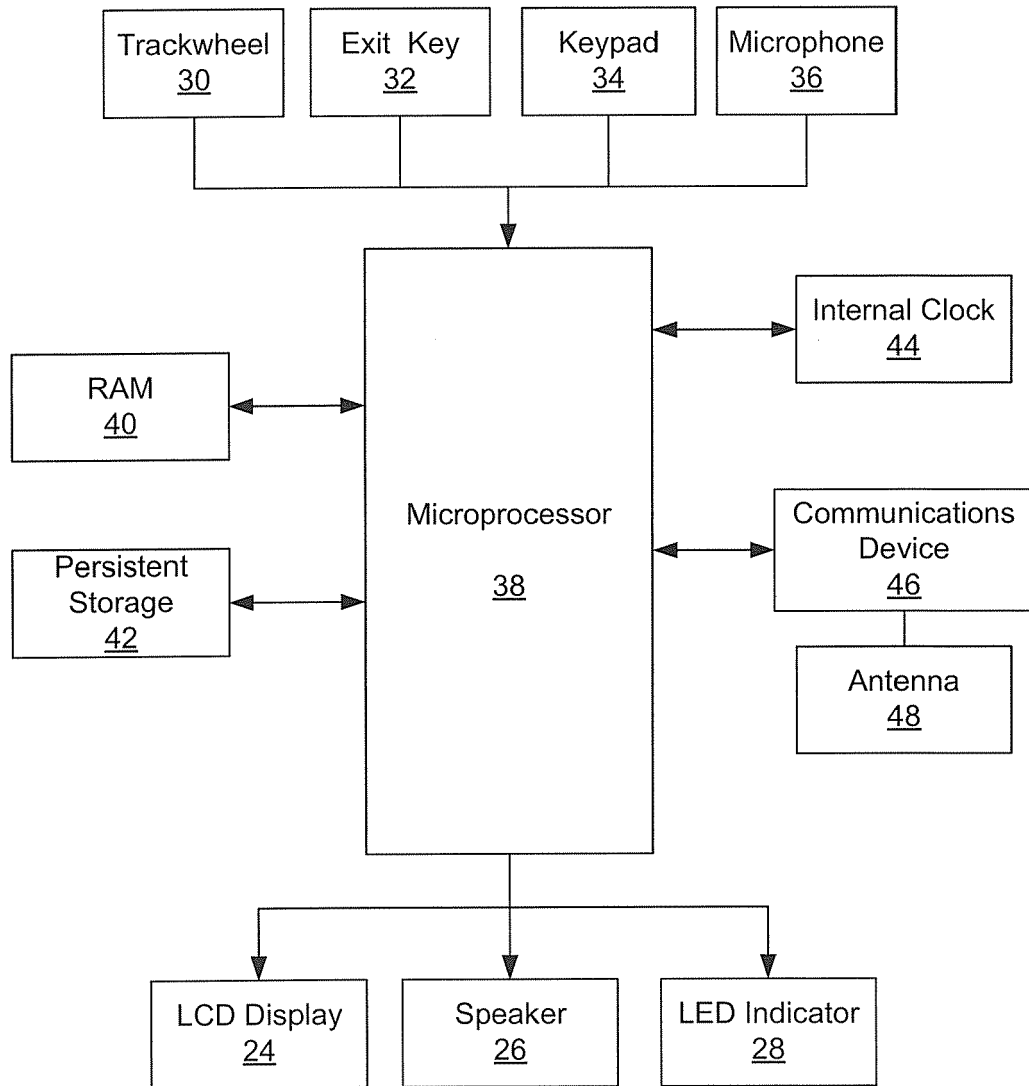 Trackwheel
30
Exit Key
32
Keypad
34
Microphone
36
Internal Clock
44
RAM
40
Microprocessor
38
Communications
Device
46
Persistent
Storage
42
Antenna
48
LCD Display
24
Speaker
26
LED Indicator
28